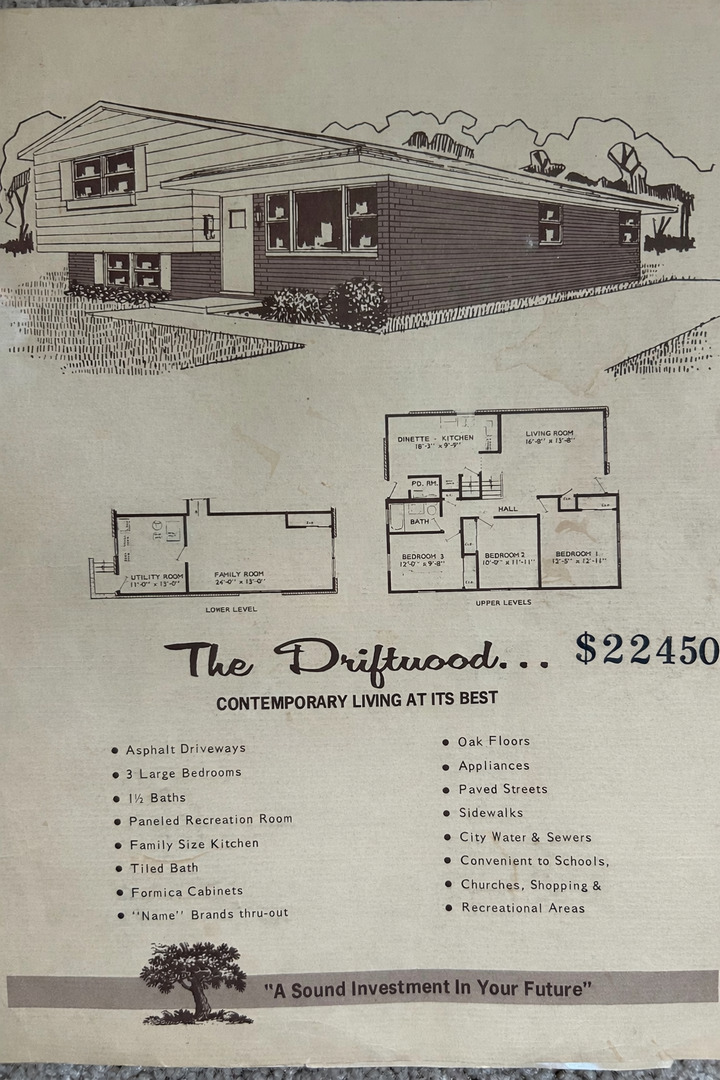 DINETTE - KITCHEN
18'-3" x 9'-9"
LIVING ROOM
16'-0" x 13'-8"
PD. RM.
BATH
HALL
BEDROOM 3
12'-0" x 9'-8"
BEDROOM 2
10'-0" x 11'-11"
BEDROOM 1
12'-5" x 12'-11"
UPPER LEVELS
UTILITY ROOM
11'-0" x 13'-0"
FAMILY ROOM
24'-0" x 13'-0"
LOWER LEVEL
The Driftwood... $22450
CONTEMPORARY LIVING AT ITS BEST
• Asphalt Driveways
• 3 Large Bedrooms
• 1½ Baths
• Paneled Recreation Room
• Family Size Kitchen
• Tiled Bath
• Formica Cabinets
• "Name" Brands thru-out
• Oak Floors
• Appliances
• Paved Streets
• Sidewalks
• City Water & Sewers
• Convenient to Schools,
• Churches, Shopping &
• Recreational Areas
"A Sound Investment In Your Future"